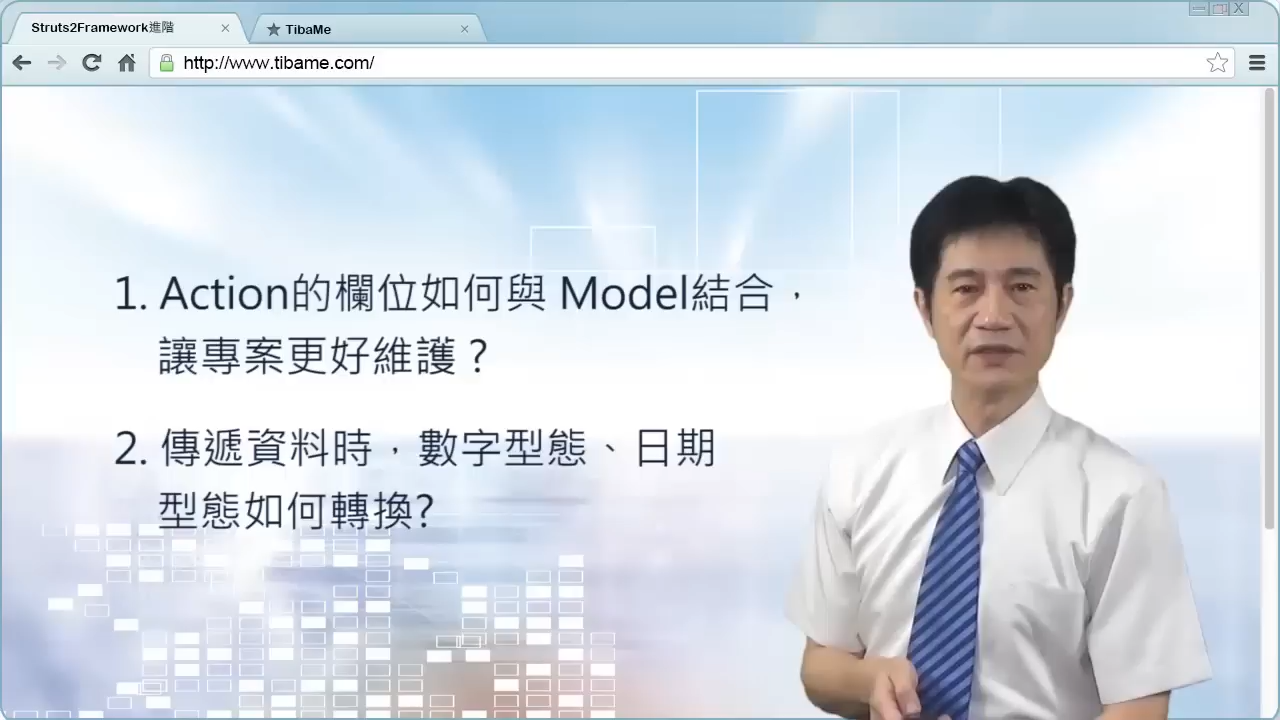 Struts2Framework進階
TibaMe
http://www.tibame.com/
1. Action的欄位如何與 Model結合，
讓專案更好維護？
2. 傳遞資料時，數字型態、日期
型態如何轉換?